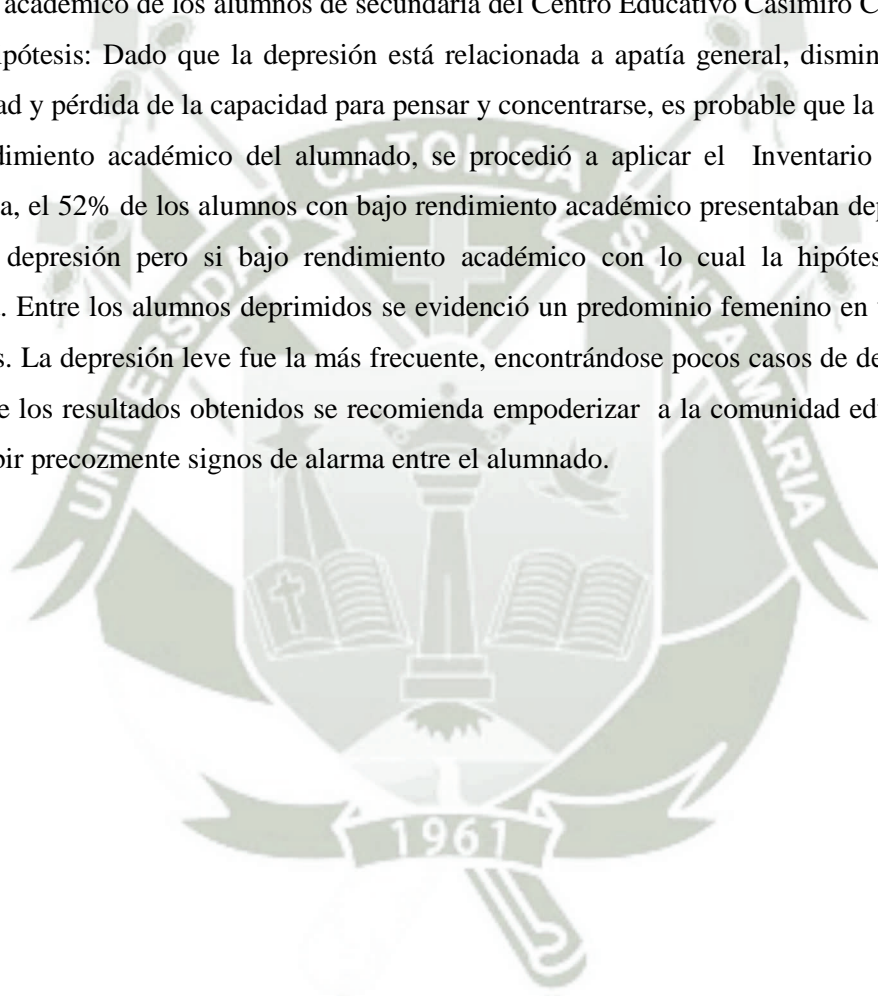 académico de los alumnos de secundaria del Centro Educativo Casimiro C
pótesis: Dado que la depresión está relacionada a apatía general, dismin
ad y pérdida de la capacidad para pensar y concentrarse, es probable que la
dimiento académico del alumnado, se procedió a aplicar el Inventario
a, el 52% de los alumnos con bajo rendimiento académico presentaban dep
depresión pero si bajo rendimiento académico con lo cual la hipótes
. Entre los alumnos deprimidos se evidenció un predominio femenino en
s. La depresión leve fue la más frecuente, encontrándose pocos casos de de
e los resultados obtenidos se recomienda empoderizar a la comunidad ed
bir precozmente signos de alarma entre el alumnado.
UNIVERSIDAD CATOLICA SANTA MARIA
1961